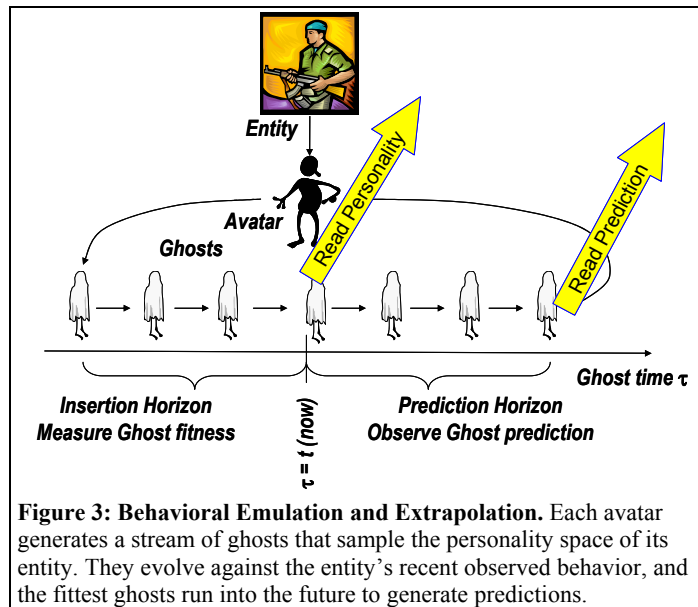 Entity
Avatar
Ghosts
Read Personality
Read Prediction
Ghost time τ
Insertion Horizon
Measure Ghost fitness
τ = t (now)
Prediction Horizon
Observe Ghost prediction
Figure 3: Behavioral Emulation and Extrapolation. Each avatar
generates a stream of ghosts that sample the personality space of its
entity. They evolve against the entity’s recent observed behavior, and
the fittest ghosts run into the future to generate predictions.